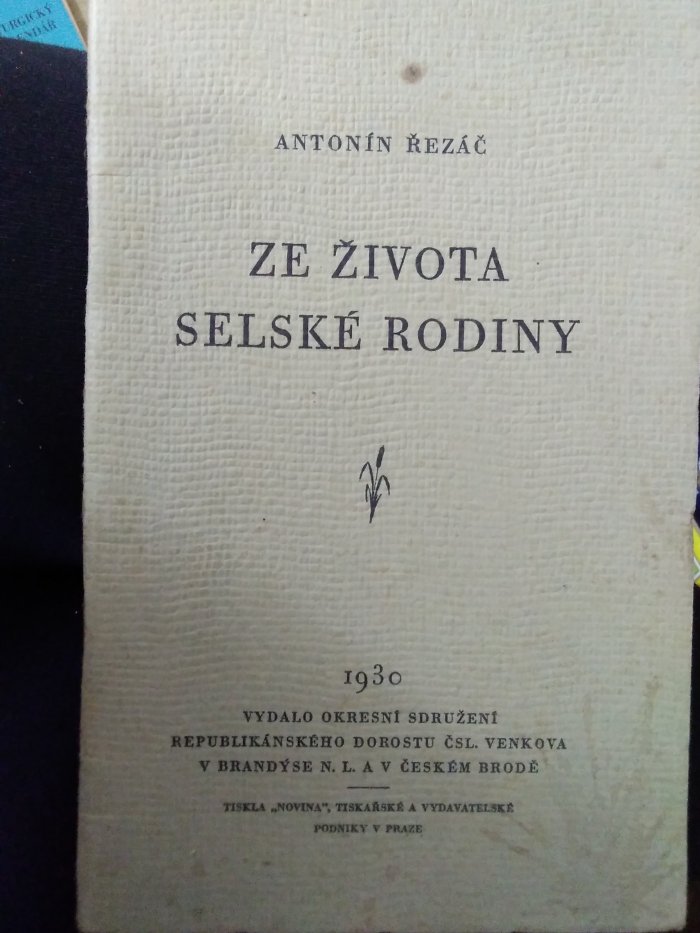 ANTONÍN ŘEZÁČ
ZE ŽIVOTA
SELSKÉ RODINY
1930
VYDALO OKRESNÍ SDRUŽENÍ
REPUBLIKÁNSKÉHO DOROSTU ČSL. VENKOVA
V BRANDÝSE N. L. A V ČESKÉM BRODĚ
TISKLA „NOVINA", TISKAŘSKÉ A VYDAVATELSKÉ
PODNIKY V PRAZE